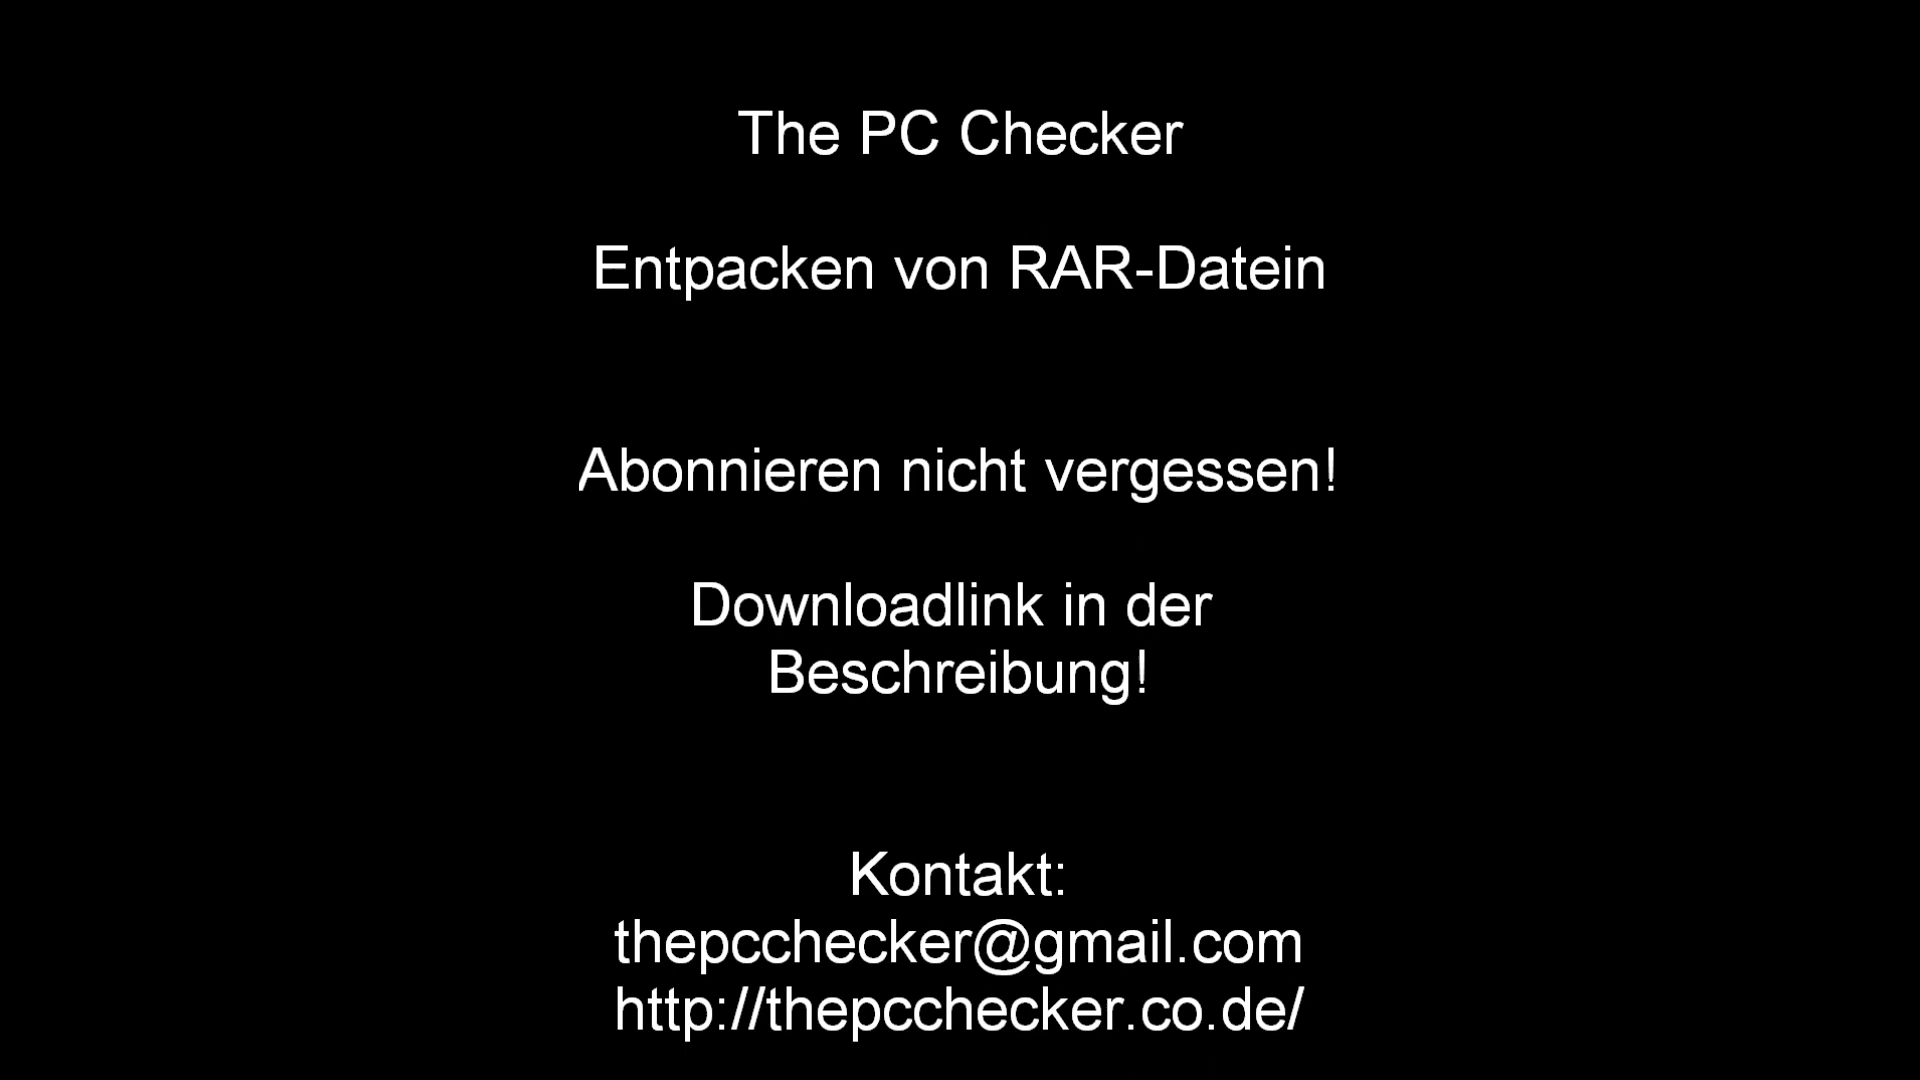 The PC Checker
Entpacken von RAR-Datein
Abonnieren nicht vergessen!
Downloadlink in der
Beschreibung!
Kontakt:
thepcchecker@gmail.com
http://thepcchecker.co.de/